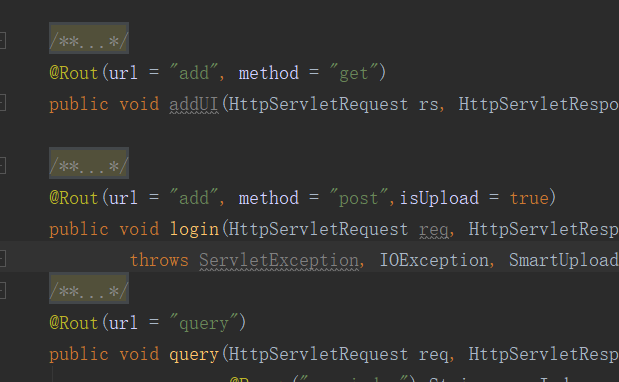 /**...*/
@Rout(url = "add", method = "get")
public void addUI(HttpServletRequest rs, HttpServletRespo
/**...*/
@Rout(url = "add", method = "post",isUpload = true)
public void login(HttpServletRequest req, HttpServletResp
throws ServletException, IOException, SmartUpload
/**...*/
@Rout(url = "query")
public void query(HttpServletRequest req, HttpServletResp